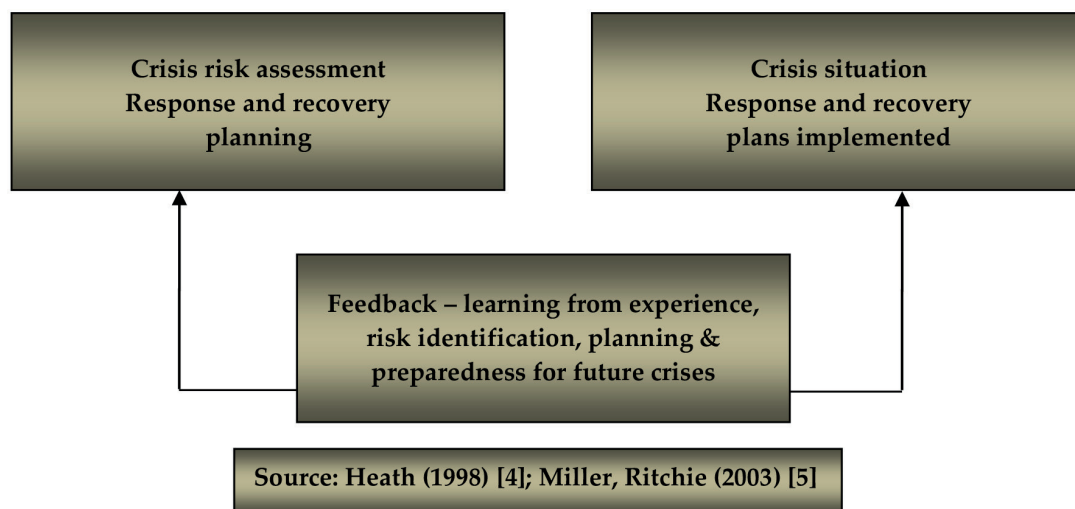 Crisis risk assessment
Response and recovery
planning
Crisis situation
Response and recovery
plans implemented
Feedback – learning from experience,
risk identification, planning &
preparedness for future crises
Source: Heath (1998) [4]; Miller, Ritchie (2003) [5]